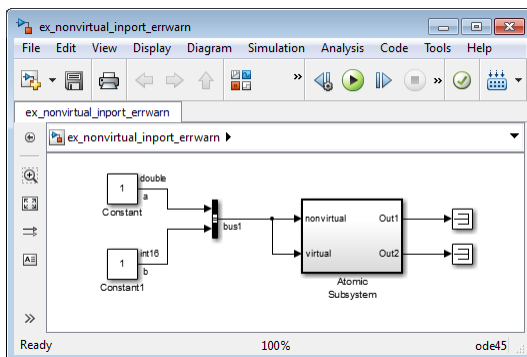 ex_nonvirtual_inport_errwarn
File Edit View Display Diagram Simulation Analysis Code Tools Help
» »
ex_nonvirtual_inport_errwarn
ex_nonvirtual_inport_errwarn
1 double
a
Constant
bus1
1 int16
b
Constant1
nonvirtual Out1
virtual Out2
Atomic
Subsystem
A
»
Ready 100% ode45